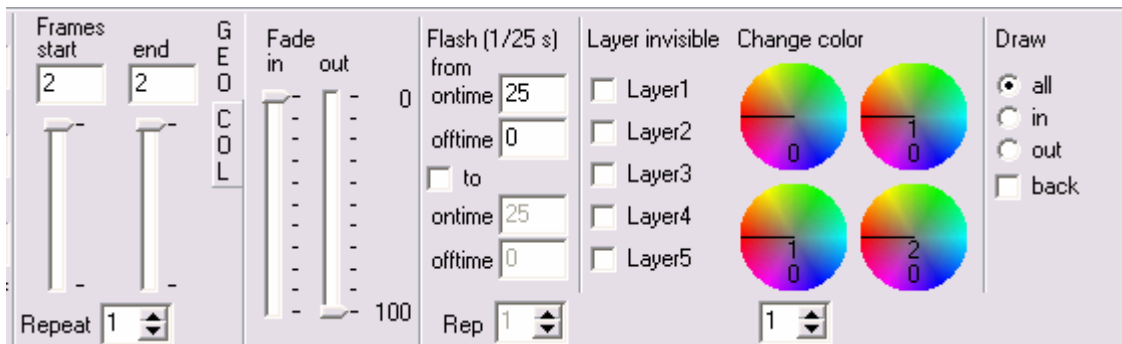 Frames
start end
2 2
Repeat 1
G
E
O
C
O
L
Fade
in out
0
100
Flash (1/25 s)
from
ontime 25
offtime 0
to
ontime 25
offtime 0
Rep 1
Layer invisible
Layer1
Layer2
Layer3
Layer4
Layer5
Change color
0
1
0
1
0
2
0
1
Draw
all
in
out
back